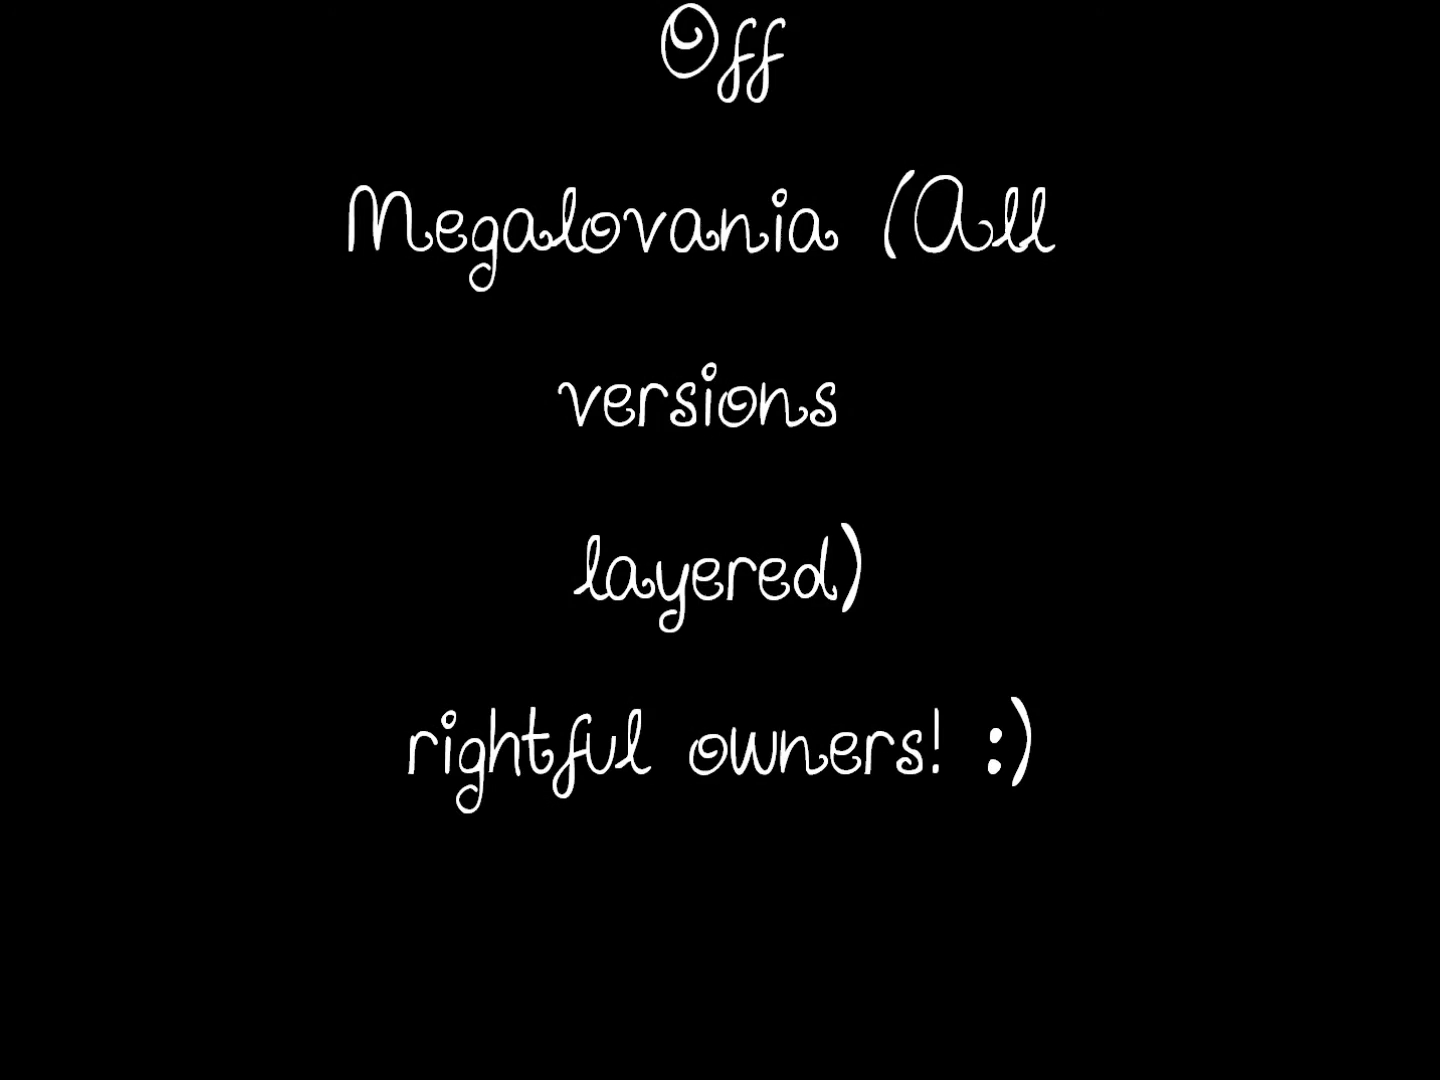 Off
Megalovania (All
versions
layered)
rightful owners! :)